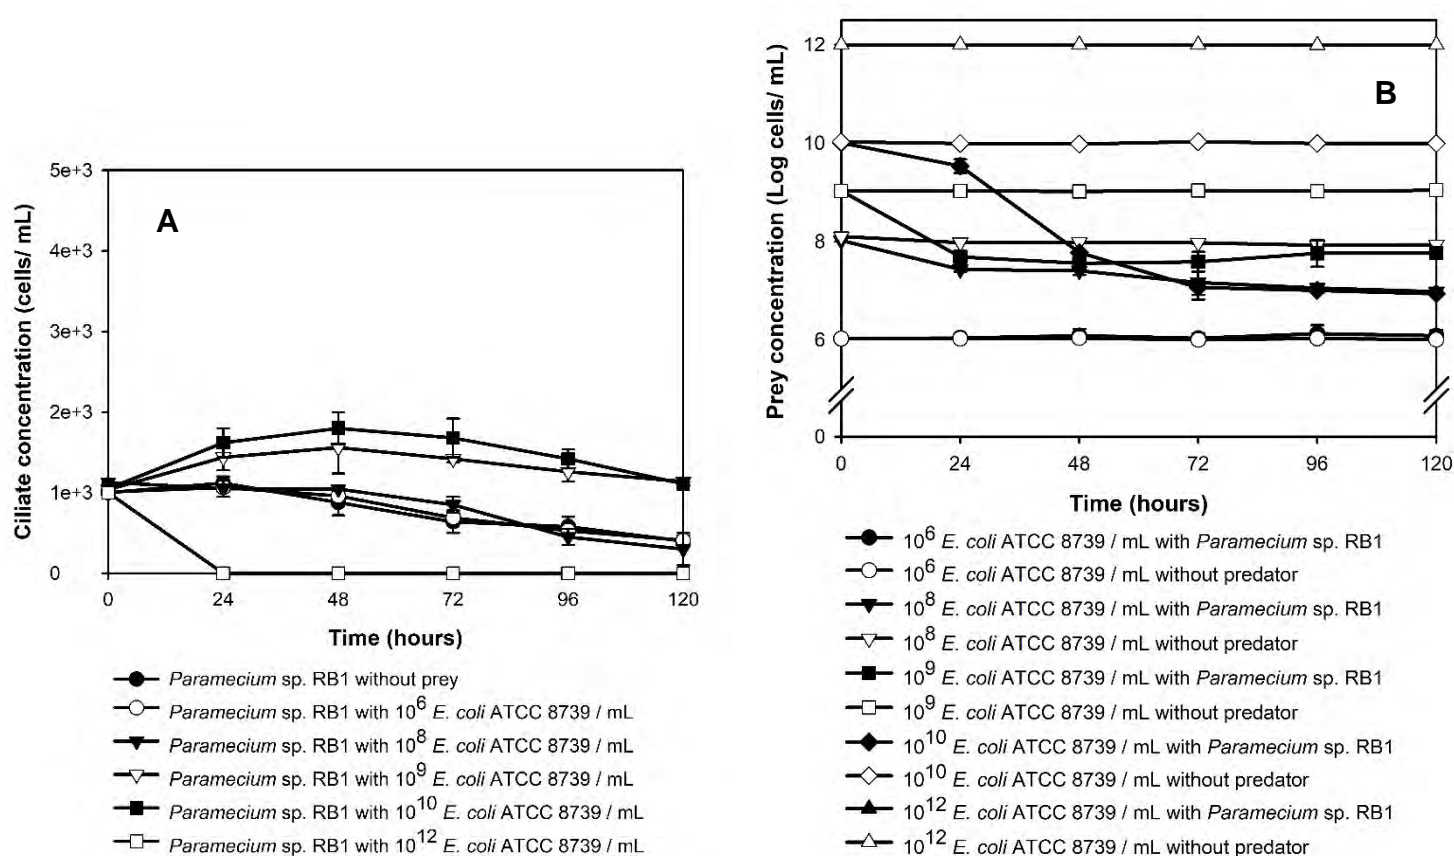 A
Ciliate concentration (cells/ mL)
5e+3
4e+3
3e+3
2e+3
1e+3
0
0 24 48 72 96 120
Time (hours)
Paramecium sp. RB1 without prey
Paramecium sp. RB1 with 10^6 E. coli ATCC 8739 / mL
Paramecium sp. RB1 with 10^8 E. coli ATCC 8739 / mL
Paramecium sp. RB1 with 10^9 E. coli ATCC 8739 / mL
Paramecium sp. RB1 with 10^10 E. coli ATCC 8739 / mL
Paramecium sp. RB1 with 10^12 E. coli ATCC 8739 / mL
B
Prey concentration (Log cells/ mL)
12
10
8
6
0
0 24 48 72 96 120
Time (hours)
10^6 E. coli ATCC 8739 / mL with Paramecium sp. RB1
10^6 E. coli ATCC 8739 / mL without predator
10^8 E. coli ATCC 8739 / mL with Paramecium sp. RB1
10^8 E. coli ATCC 8739 / mL without predator
10^9 E. coli ATCC 8739 / mL with Paramecium sp. RB1
10^9 E. coli ATCC 8739 / mL without predator
10^10 E. coli ATCC 8739 / mL with Paramecium sp. RB1
10^10 E. coli ATCC 8739 / mL without predator
10^12 E. coli ATCC 8739 / mL with Paramecium sp. RB1
10^12 E. coli ATCC 8739 / mL without predator